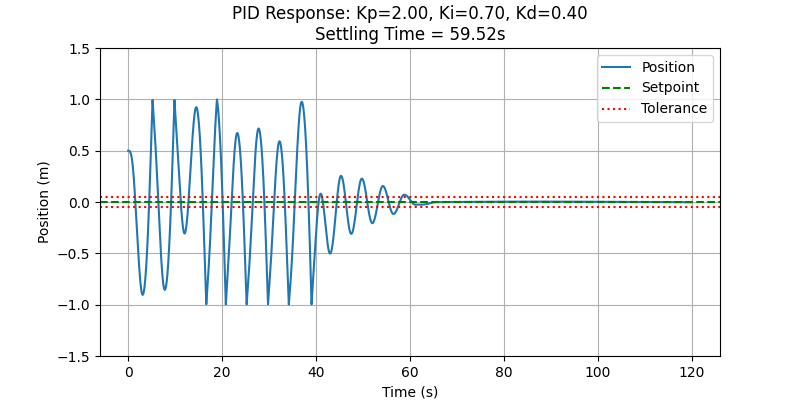 PID Response: Kp=2.00, Ki=0.70, Kd=0.40
Settling Time = 59.52s
1.5
1.0
0.5
0.0
−0.5
−1.0
−1.5
Position (m)
Position
Setpoint
Tolerance
0 20 40 60 80 100 120
Time (s)